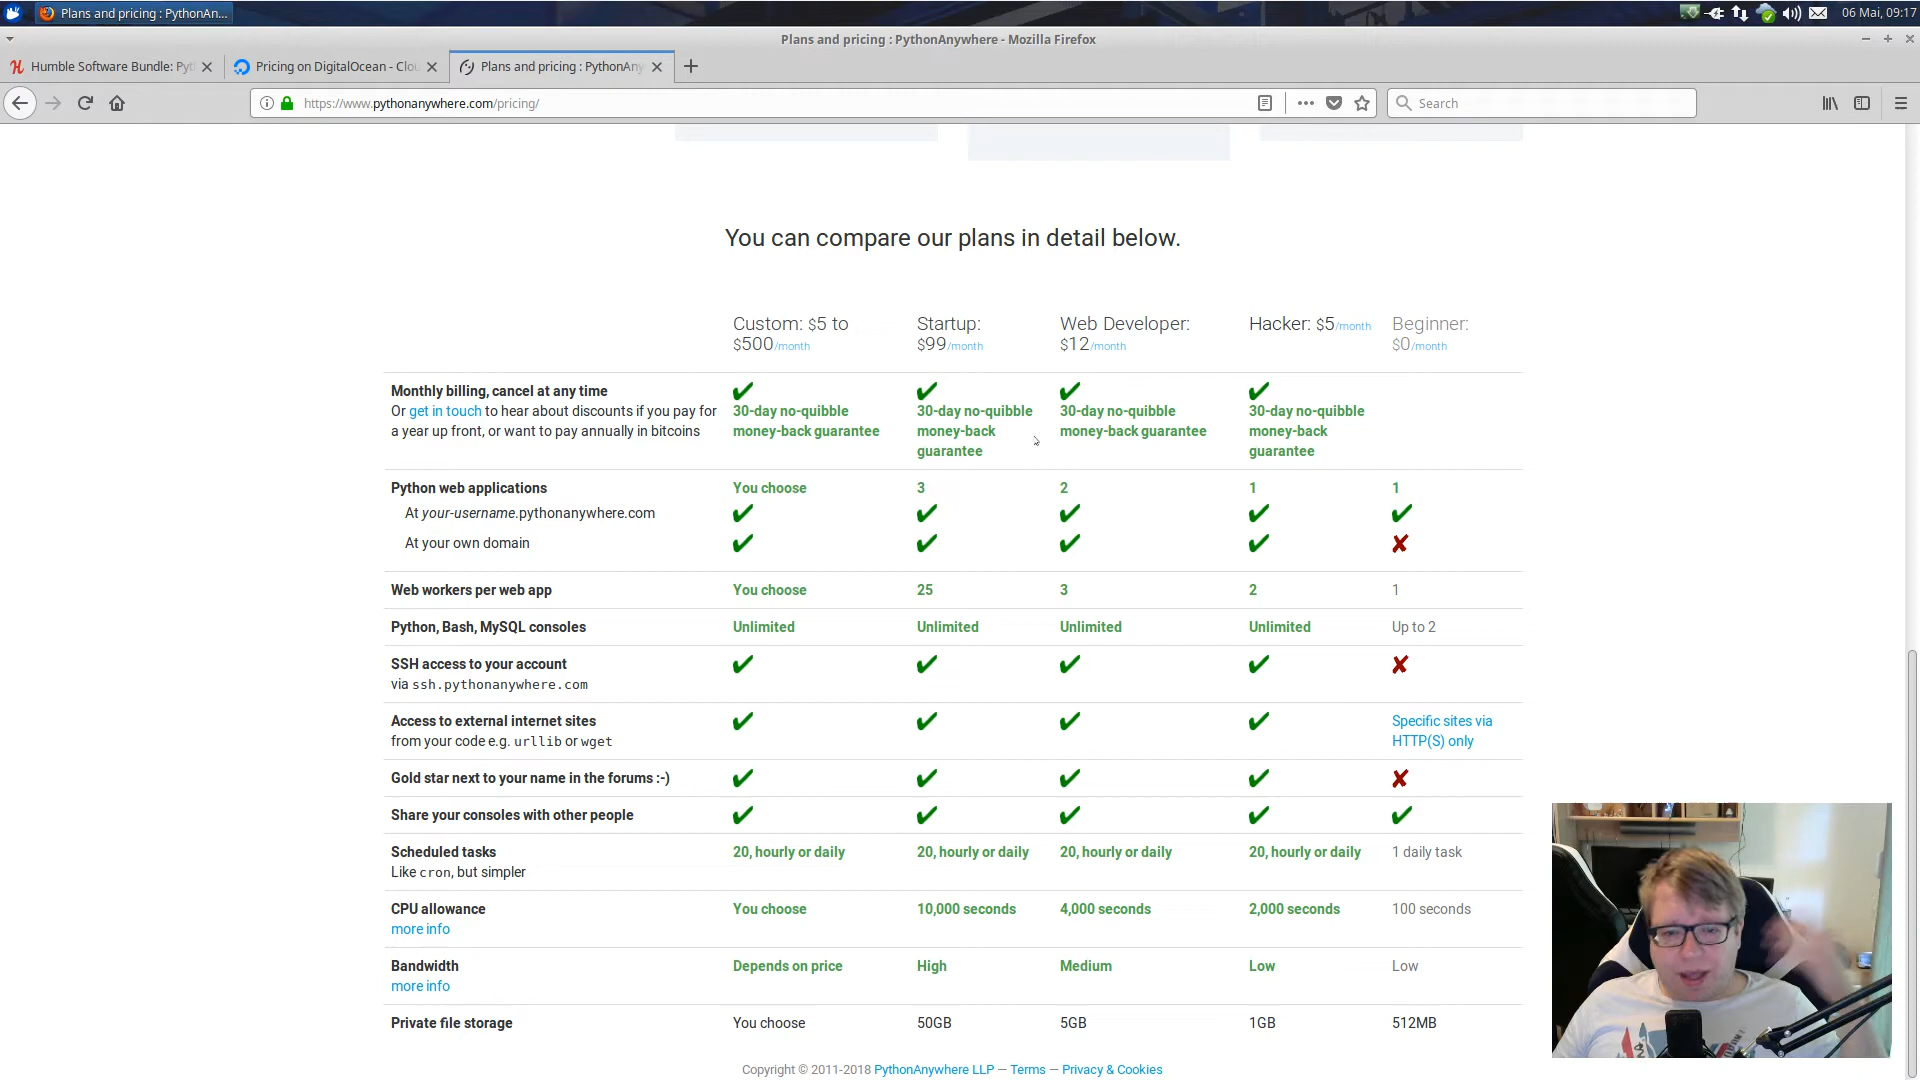 Plans and pricing : PythonAn...
06 Mai, 09:17
Plans and pricing : PythonAnywhere - Mozilla Firefox
Humble Software Bundle: Pyt
Pricing on DigitalOcean - Clou
Plans and pricing : PythonAny
https://www.pythonanywhere.com/pricing/
Search
You can compare our plans in detail below.
Custom: $5 to $500/month
Startup: $99/month
Web Developer: $12/month
Hacker: $5/month
Beginner: $0/month
Monthly billing, cancel at any time
Or get in touch to hear about discounts if you pay for
a year up front, or want to pay annually in bitcoins
30-day no-quibble
money-back guarantee
30-day no-quibble
money-back
guarantee
30-day no-quibble
money-back guarantee
30-day no-quibble
money-back
guarantee
Python web applications You choose 3 2 1 1
At your-username.pythonanywhere.com
At your own domain
Web workers per web app You choose 25 3 2 1
Python, Bash, MySQL consoles Unlimited Unlimited Unlimited Unlimited Up to 2
SSH access to your account
via ssh.pythonanywhere.com
Access to external internet sites
from your code e.g. urllib or wget
Specific sites via
HTTP(S) only
Gold star next to your name in the forums :-)
Share your consoles with other people
Scheduled tasks 20, hourly or daily 20, hourly or daily 20, hourly or daily 20, hourly or daily 1 daily task
Like cron, but simpler
CPU allowance You choose 10,000 seconds 4,000 seconds 2,000 seconds 100 seconds
more info
Bandwidth Depends on price High Medium Low Low
more info
Private file storage You choose 50GB 5GB 1GB 512MB
Copyright © 2011-2018 PythonAnywhere LLP — Terms — Privacy & Cookies